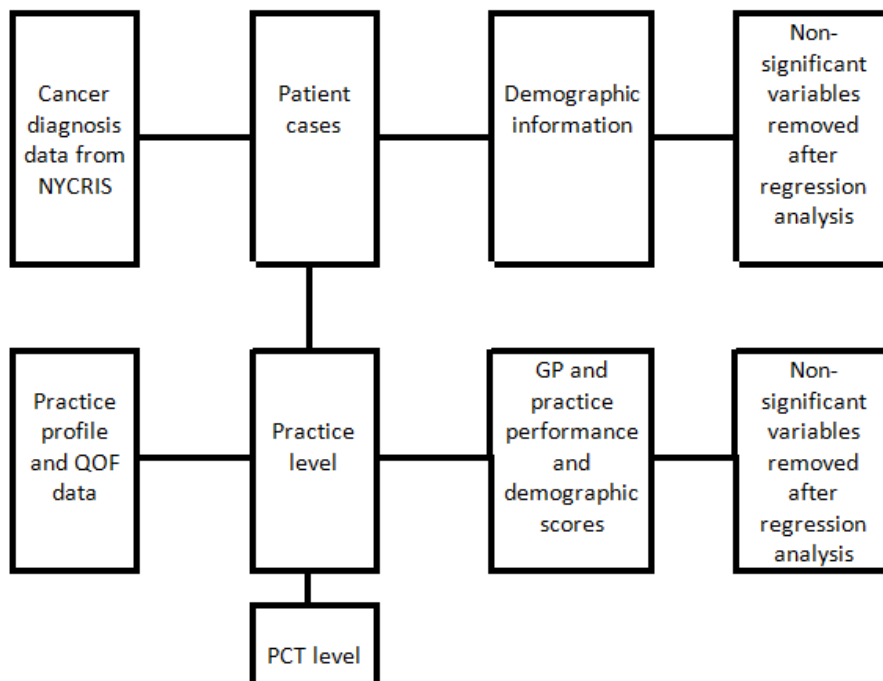 Cancer
diagnosis
data from
NYCRIS
Patient
cases
Demographic
information
Non-
significant
variables
removed
after
regression
analysis
Practice
profile
and QOF
data
Practice
level
GP and
practice
performance
and
demographic
scores
Non-
significant
variables
removed
after
regression
analysis
PCT level